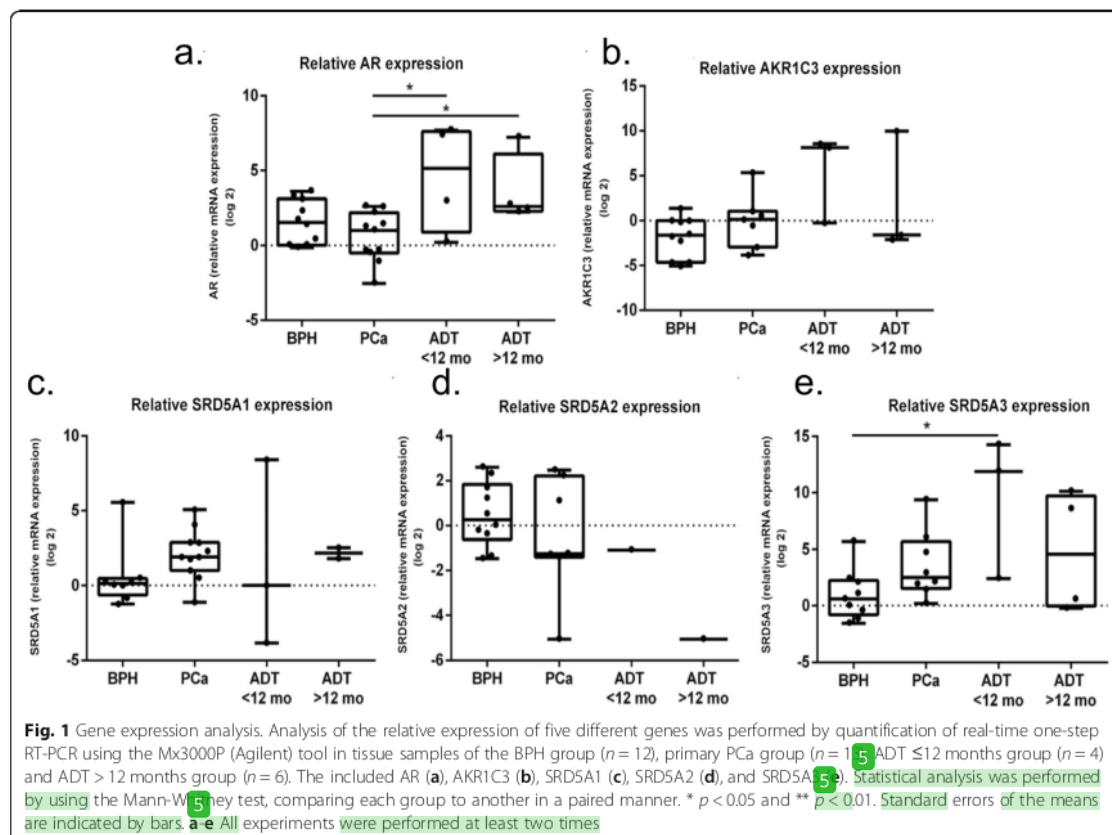 a.
Relative AR expression
AR (relative mRNA expression)
(log 2)
10
5
0
-5
*
*
BPH
PCa
ADT
<12 mo
ADT
>12 mo
b.
Relative AKR1C3 expression
AKR1C3 (relative mRNA expression)
(log 2)
15
10
5
0
-5
-10
BPH
PCa
ADT
<12 mo
ADT
>12 mo
c.
Relative SRD5A1 expression
SRD5A1 (relative mRNA expression)
(log 2)
10
5
0
-5
BPH
PCa
ADT
<12 mo
ADT
>12 mo
d.
Relative SRD5A2 expression
SRD5A2 (relative mRNA expression)
(log 2)
4
2
0
-2
-4
-6
BPH
PCa
ADT
<12 mo
ADT
>12 mo
e.
Relative SRD5A3 expression
SRD5A3 (relative mRNA expression)
(log 2)
15
10
5
0
-5
*
BPH
PCa
ADT
<12 mo
ADT
>12 mo
Fig. 1 Gene expression analysis. Analysis of the relative expression of five different genes was performed by quantification of real-time one-step
RT-PCR using the Mx3000P (Agilent) tool in tissue samples of the BPH group (n = 12), primary PCa group (n = 5 ADT ≤12 months group (n = 4)
and ADT > 12 months group (n = 6). The included AR (a), AKR1C3 (b), SRD5A1 (c), SRD5A2 (d), and 5 Statistical analysis was performed
by using the Mann-Whitney test, comparing each group to another in a paired manner. * p < 0.05 and ** p < 0.01. Standard errors of the means
are indicated by bars. 5 a-e All experiments were performed at least two times